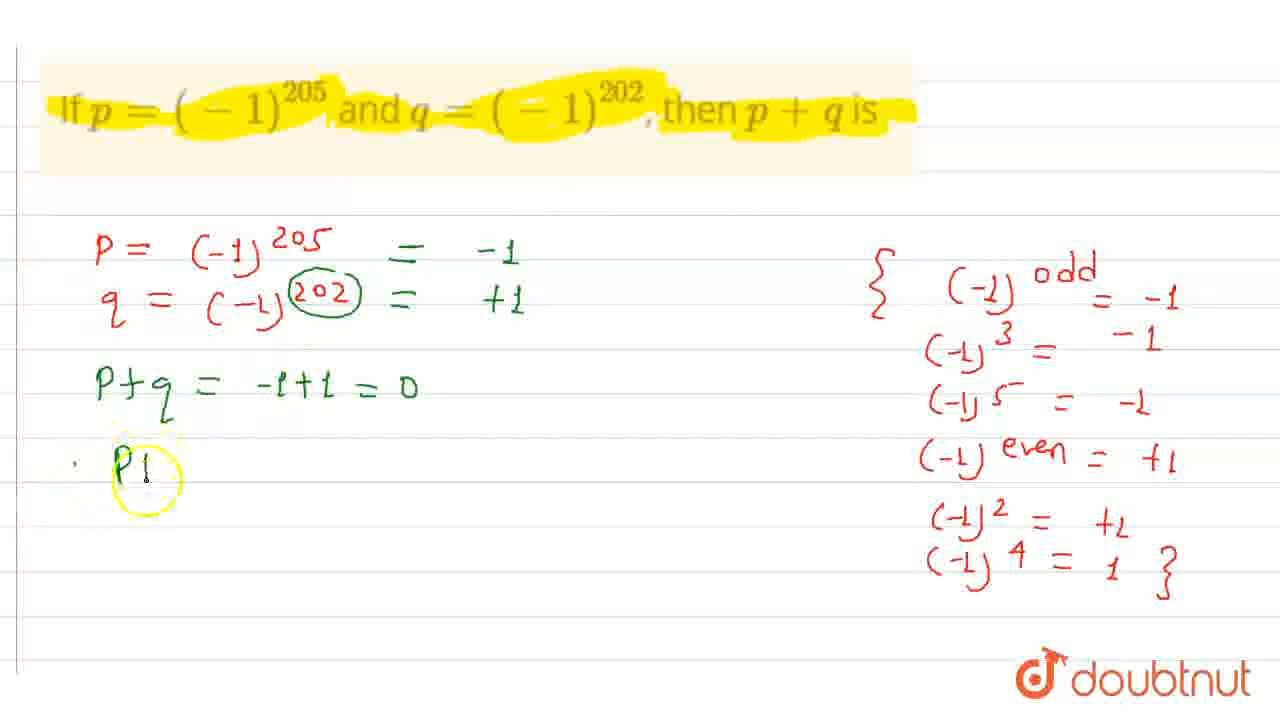 If p = (-1)^205, and q = (-1)^202, then p + q is
P = (-1)^205 = -1
q = (-1)^202 = +1
P+q = -1+1 = 0
P
{ (-1)^odd = -1
(-1)^3 = -1
(-1)^5 = -1
(-1)^even = +1
(-1)^2 = +1
(-1)^4 = 1 }
doubtnut